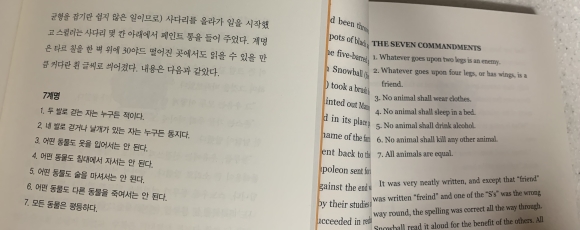 균형을 잡기란 쉽지 않은 일이므로) 사다리를 올라가 일을 시작했
고 스퀼러는 사다리 몇 칸 아래에서 페인트 통을 들어 주었다. 계명
은 타르 칠을 한 벽 위에 30야드 떨어진 곳에서도 읽을 수 있을 만
큼 커다란 흰 글씨로 씌어졌다. 내용은 다음과 같았다.
7계명
1. 두 발로 걷는 자는 누구든 적이다.
2. 네 발로 걷거나 날개가 있는 자는 누구든 동지다.
3. 어떤 동물도 옷을 입어서는 안 된다.
4. 어떤 동물도 침대에서 자서는 안 된다.
5. 어떤 동물도 술을 마셔서는 안 된다.
6. 어떤 동물도 다른 동물을 죽여서는 안 된다.
7. 모든 동물은 평등하다.
d been
pots of
five-barred
Snowball
took a
inted out
d in its place
name of the
ent back to
poleon sent
gainst the end
by their studies
succeeded in
THE SEVEN COMMANDMENTS
1. Whatever goes upon two legs is an enemy.
2. Whatever goes upon four legs, or has wings, is a
friend.
3. No animal shall wear clothes.
4. No animal shall sleep in a bed.
5. No animal shall drink alcohol.
6. No animal shall kill any other animal.
7. All animals are equal.
It was very neatly written, and except that “friend”
was written “freind” and one of the “S’s” was the wrong
way round, the spelling was correct all the way through.
Snowball read it aloud for the benefit of the others. All